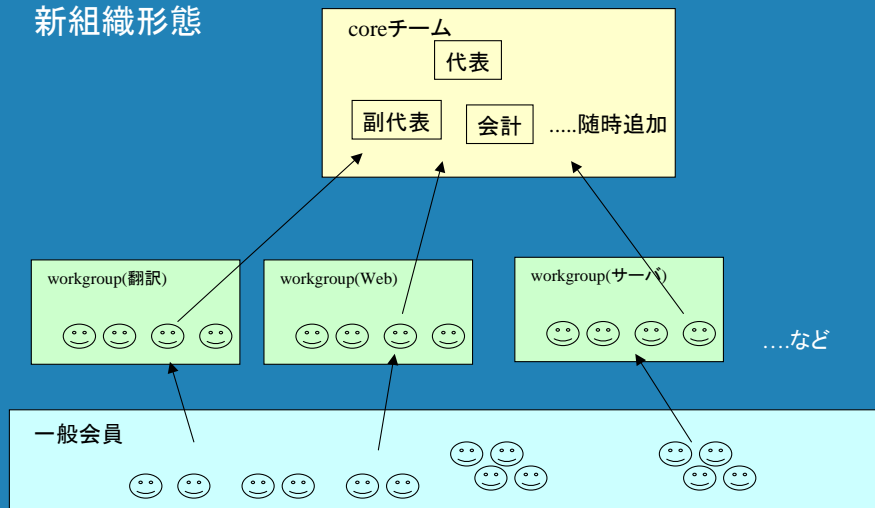 新組織形態
coreチーム
代表
副代表
会計
.....随時追加
workgroup(翻訳)
workgroup(Web)
workgroup(サーバ)
....など
一般会員